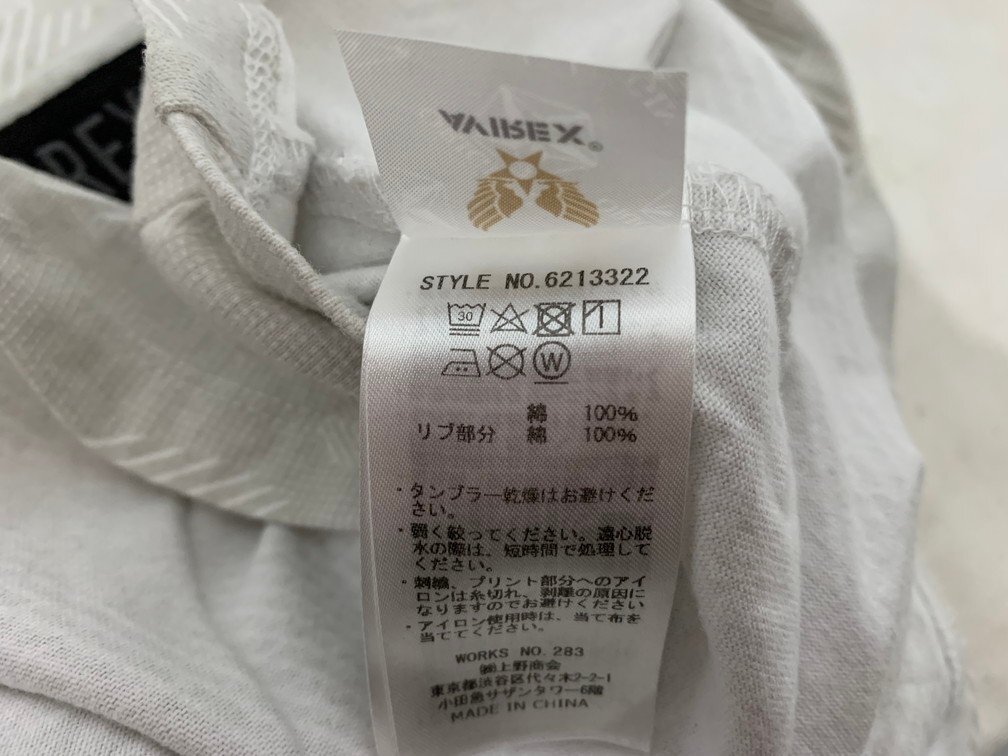 AVIREX®
STYLE NO.6213322
30
W
綿 100%
リブ部分 綿 100%
・タンブラー乾燥はお避けくだ
さい。
・弱く絞ってください。遠心脱
水の際は、短時間で処理して
ください。
・刺繍、プリント部分へのアイ
ロンは糸切れ、剥離の原因に
なりますのでお避けください
・アイロン使用時は、当て布を
当ててください。
WORKS NO. 283
㈱上野商会
東京都渋谷区代々木2-2-1
小田急サザンタワー6階
MADE IN CHINA